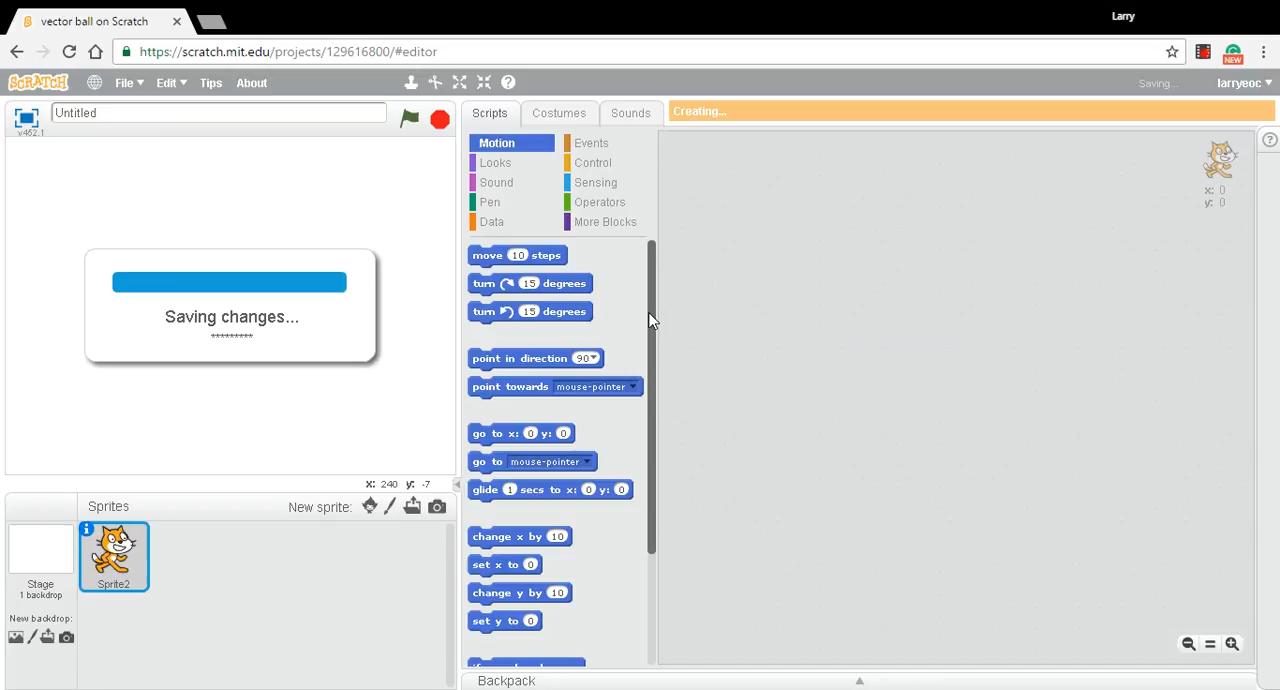 Larry
vector ball on Scratch
https://scratch.mit.edu/projects/129616800/#editor
NEW
SCRATCH File Edit Tips About Saving... larryeoc
Untitled
v452.1
Scripts Costumes Sounds Creating...
Motion Events
Looks Control
Sound Sensing
Pen Operators
Data More Blocks
x: 0
y: 0
move 10 steps
turn 15 degrees
turn 15 degrees
point in direction 90
point towards mouse-pointer
go to x: 0 y: 0
go to mouse-pointer
glide 1 secs to x: 0 y: 0
change x by 10
set x to 0
change y by 10
set y to 0
Saving changes...
*********
x: 240 y: -7
Sprites New sprite:
Sprite2
Stage
1 backdrop
New backdrop:
Backpack